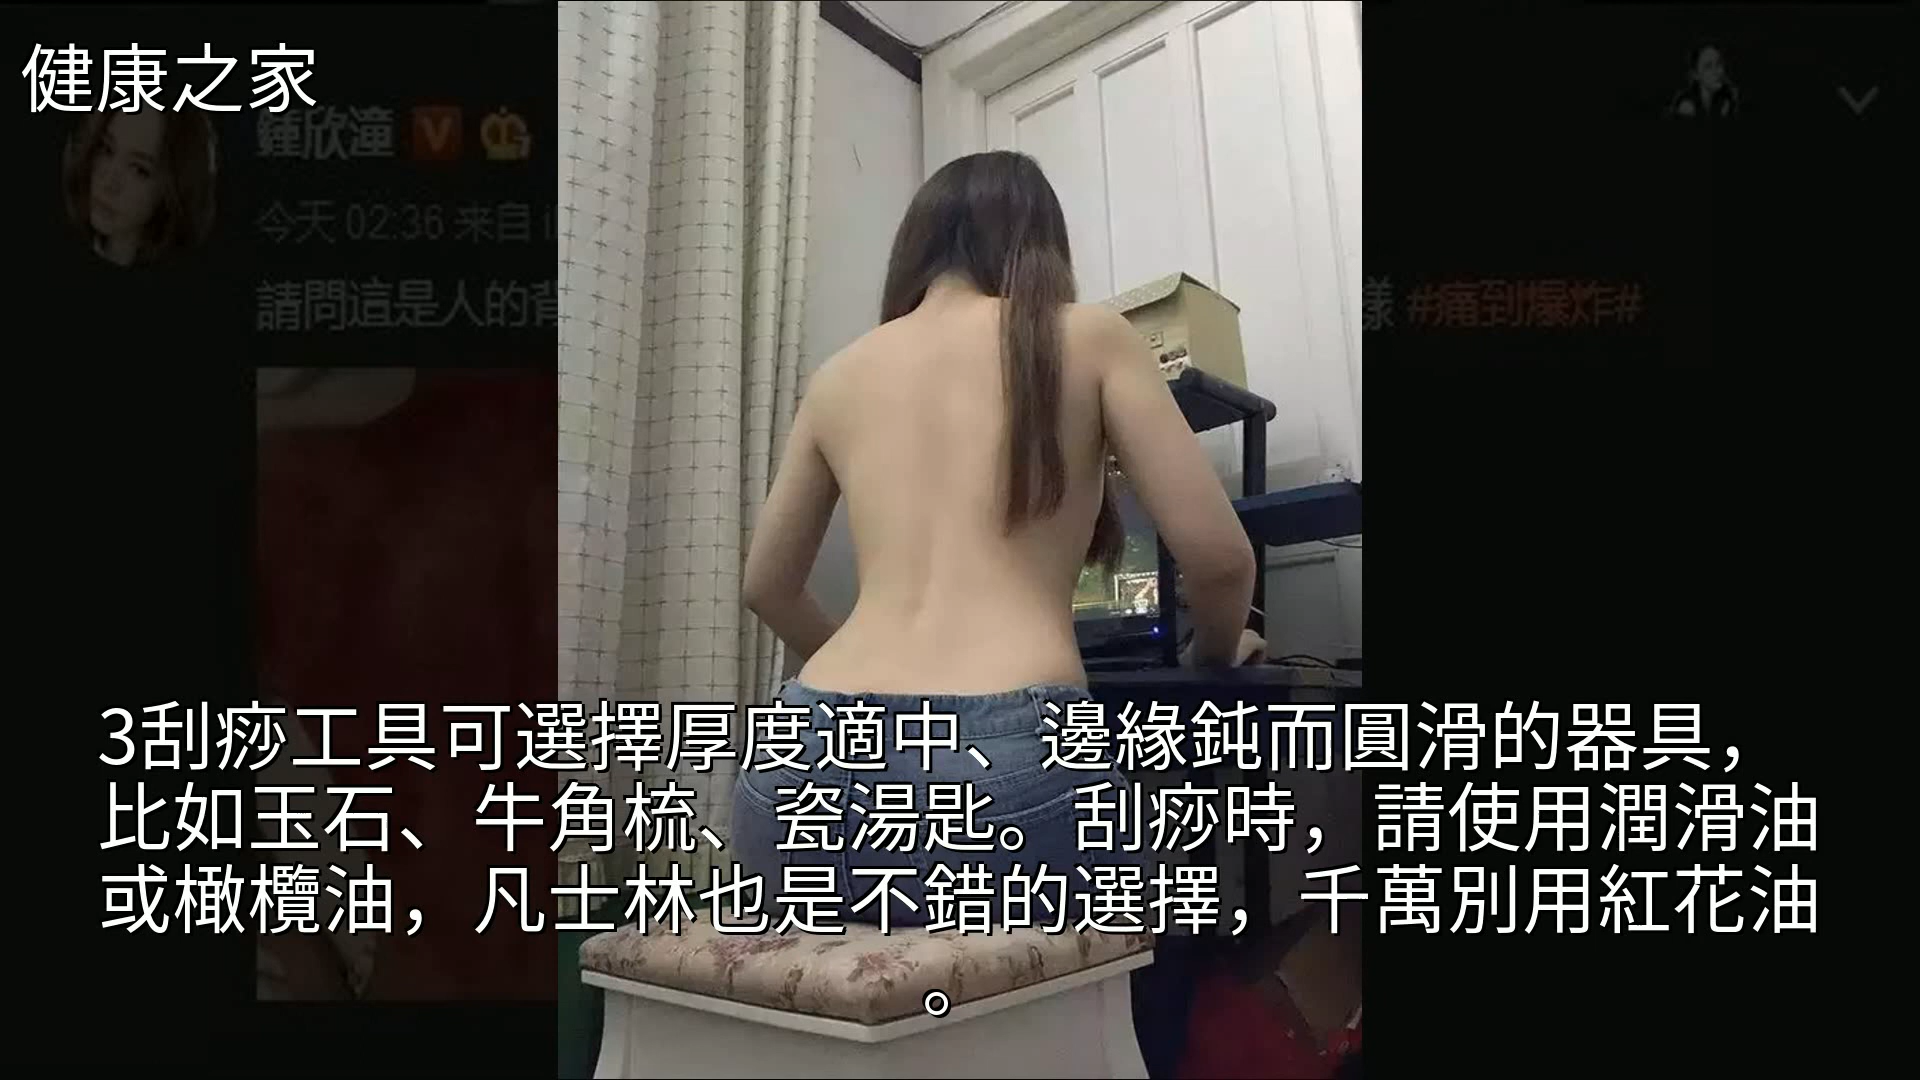 健康之家
鍾欣潼
今天 02:36 来自 i
請問這是人的背
樣 #痛到爆炸#
3刮痧工具可選擇厚度適中、邊緣鈍而圓滑的器具，
比如玉石、牛角梳、瓷湯匙。刮痧時，請使用潤滑油
或橄欖油，凡士林也是不錯的選擇，千萬別用紅花油
。